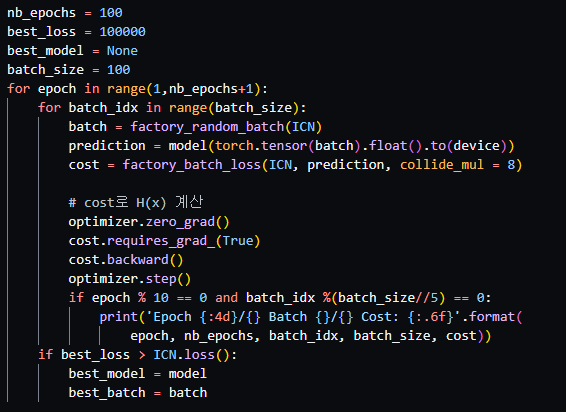 nb_epochs = 100
best_loss = 100000
best_model = None
batch_size = 100
for epoch in range(1,nb_epochs+1):
    for batch_idx in range(batch_size):
        batch = factory_random_batch(ICN)
        prediction = model(torch.tensor(batch).float().to(device))
        cost = factory_batch_loss(ICN, prediction, collide_mul = 8)

        # cost로 H(x) 계산
        optimizer.zero_grad()
        cost.requires_grad_(True)
        cost.backward()
        optimizer.step()
        if epoch % 10 == 0 and batch_idx %(batch_size//5) == 0:
            print('Epoch {:4d}/{} Batch {}/{} Cost: {:.6f}'.format(
                epoch, nb_epochs, batch_idx, batch_size, cost))
    if best_loss > ICN.loss():
        best_model = model
        best_batch = batch